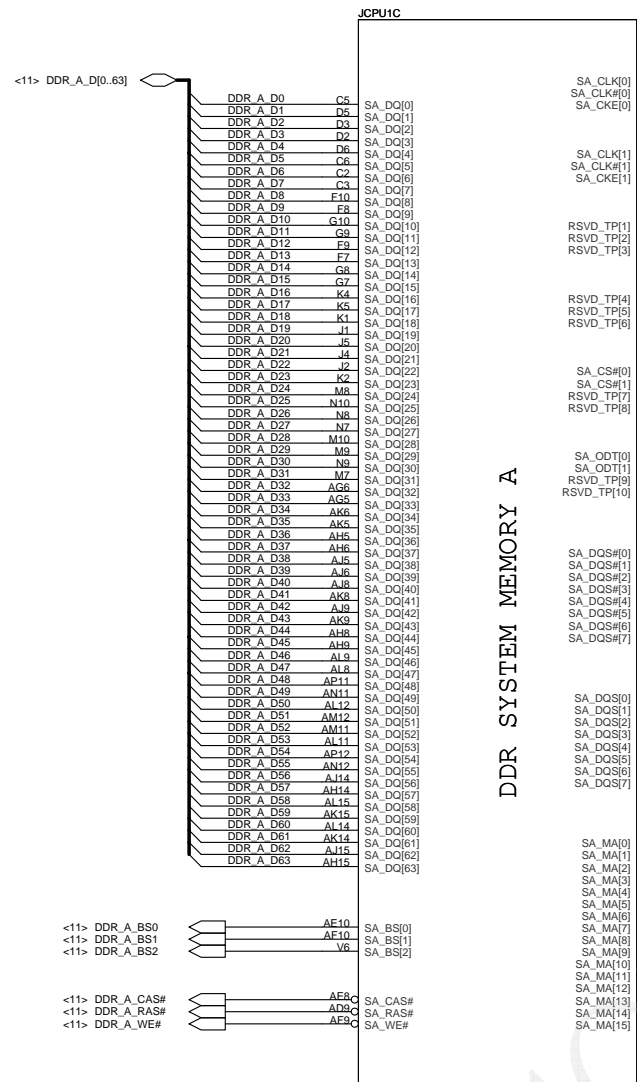 JCPU1C
<11> DDR_A_D[0..63]
DDR_A_D0 C5 SA_DQ[0]
DDR_A_D1 D5 SA_DQ[1]
DDR_A_D2 D3 SA_DQ[2]
DDR_A_D3 D2 SA_DQ[3]
DDR_A_D4 D6 SA_DQ[4]
DDR_A_D5 C6 SA_DQ[5]
DDR_A_D6 C2 SA_DQ[6]
DDR_A_D7 C3 SA_DQ[7]
DDR_A_D8 F10 SA_DQ[8]
DDR_A_D9 F8 SA_DQ[9]
DDR_A_D10 G10 SA_DQ[10]
DDR_A_D11 G9 SA_DQ[11]
DDR_A_D12 F9 SA_DQ[12]
DDR_A_D13 F7 SA_DQ[13]
DDR_A_D14 G8 SA_DQ[14]
DDR_A_D15 G7 SA_DQ[15]
DDR_A_D16 K4 SA_DQ[16]
DDR_A_D17 K5 SA_DQ[17]
DDR_A_D18 K1 SA_DQ[18]
DDR_A_D19 J1 SA_DQ[19]
DDR_A_D20 J5 SA_DQ[20]
DDR_A_D21 J4 SA_DQ[21]
DDR_A_D22 J2 SA_DQ[22]
DDR_A_D23 K2 SA_DQ[23]
DDR_A_D24 M8 SA_DQ[24]
DDR_A_D25 N10 SA_DQ[25]
DDR_A_D26 N8 SA_DQ[26]
DDR_A_D27 N7 SA_DQ[27]
DDR_A_D28 M10 SA_DQ[28]
DDR_A_D29 M9 SA_DQ[29]
DDR_A_D30 N9 SA_DQ[30]
DDR_A_D31 M7 SA_DQ[31]
DDR_A_D32 AG6 SA_DQ[32]
DDR_A_D33 AG5 SA_DQ[33]
DDR_A_D34 AK6 SA_DQ[34]
DDR_A_D35 AK5 SA_DQ[35]
DDR_A_D36 AH5 SA_DQ[36]
DDR_A_D37 AH6 SA_DQ[37]
DDR_A_D38 AJ5 SA_DQ[38]
DDR_A_D39 AJ6 SA_DQ[39]
DDR_A_D40 AJ8 SA_DQ[40]
DDR_A_D41 AK8 SA_DQ[41]
DDR_A_D42 AJ9 SA_DQ[42]
DDR_A_D43 AK9 SA_DQ[43]
DDR_A_D44 AH8 SA_DQ[44]
DDR_A_D45 AH9 SA_DQ[45]
DDR_A_D46 AL9 SA_DQ[46]
DDR_A_D47 AL8 SA_DQ[47]
DDR_A_D48 AP11 SA_DQ[48]
DDR_A_D49 AN11 SA_DQ[49]
DDR_A_D50 AL12 SA_DQ[50]
DDR_A_D51 AM12 SA_DQ[51]
DDR_A_D52 AM11 SA_DQ[52]
DDR_A_D53 AL11 SA_DQ[53]
DDR_A_D54 AP12 SA_DQ[54]
DDR_A_D55 AN12 SA_DQ[55]
DDR_A_D56 AJ14 SA_DQ[56]
DDR_A_D57 AH14 SA_DQ[57]
DDR_A_D58 AL15 SA_DQ[58]
DDR_A_D59 AK15 SA_DQ[59]
DDR_A_D60 AL14 SA_DQ[60]
DDR_A_D61 AK14 SA_DQ[61]
DDR_A_D62 AJ15 SA_DQ[62]
DDR_A_D63 AH15 SA_DQ[63]
<11> DDR_A_BS0 AE10 SA_BS[0]
<11> DDR_A_BS1 AF10 SA_BS[1]
<11> DDR_A_BS2 V6 SA_BS[2]
<11> DDR_A_CAS# AE8 SA_CAS#
<11> DDR_A_RAS# AD9 SA_RAS#
<11> DDR_A_WE# AF9 SA_WE#
DDR SYSTEM MEMORY A
SA_CLK[0]
SA_CLK#[0]
SA_CKE[0]
SA_CLK[1]
SA_CLK#[1]
SA_CKE[1]
RSVD_TP[1]
RSVD_TP[2]
RSVD_TP[3]
RSVD_TP[4]
RSVD_TP[5]
RSVD_TP[6]
SA_CS#[0]
SA_CS#[1]
RSVD_TP[7]
RSVD_TP[8]
SA_ODT[0]
SA_ODT[1]
RSVD_TP[9]
RSVD_TP[10]
SA_DQS#[0]
SA_DQS#[1]
SA_DQS#[2]
SA_DQS#[3]
SA_DQS#[4]
SA_DQS#[5]
SA_DQS#[6]
SA_DQS#[7]
SA_DQS[0]
SA_DQS[1]
SA_DQS[2]
SA_DQS[3]
SA_DQS[4]
SA_DQS[5]
SA_DQS[6]
SA_DQS[7]
SA_MA[0]
SA_MA[1]
SA_MA[2]
SA_MA[3]
SA_MA[4]
SA_MA[5]
SA_MA[6]
SA_MA[7]
SA_MA[8]
SA_MA[9]
SA_MA[10]
SA_MA[11]
SA_MA[12]
SA_MA[13]
SA_MA[14]
SA_MA[15]